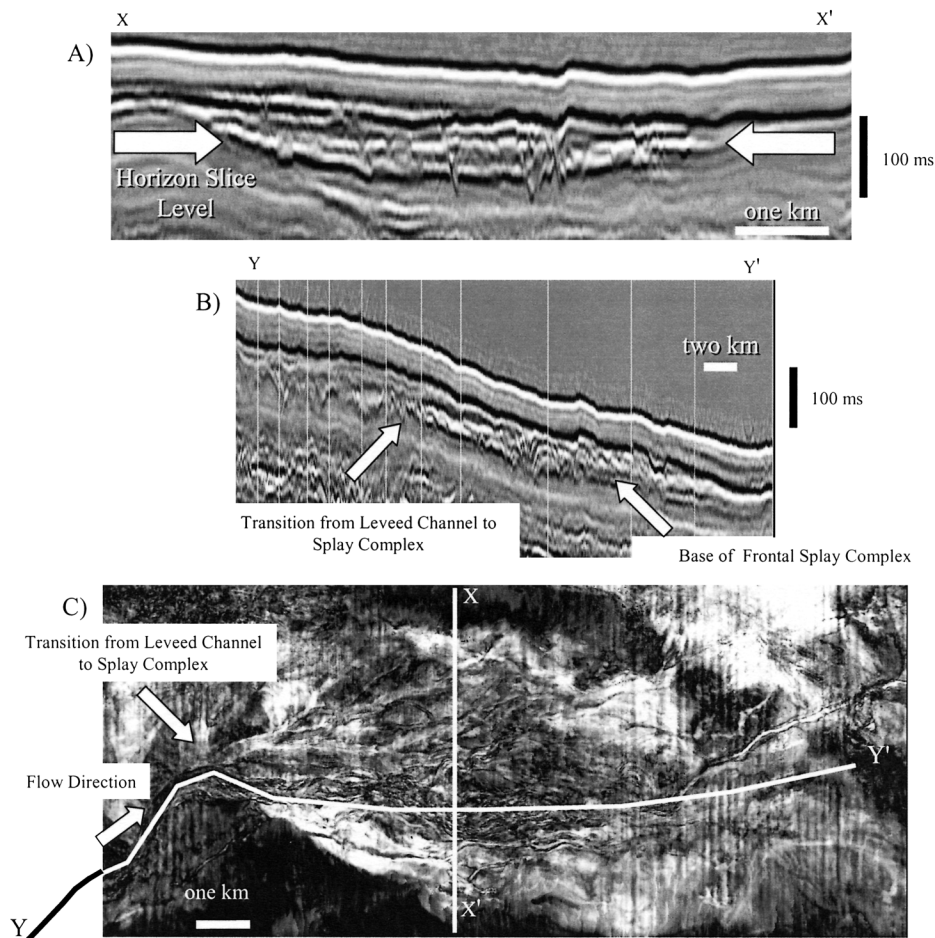 X X'
A)
Horizon Slice
Level
100 ms
one km
Y Y'
B)
two km
100 ms
Transition from Leveed Channel to
Splay Complex
Base of Frontal Splay Complex
C)
X
Transition from Leveed Channel
to Splay Complex
Flow Direction
Y'
one km
X'
Y